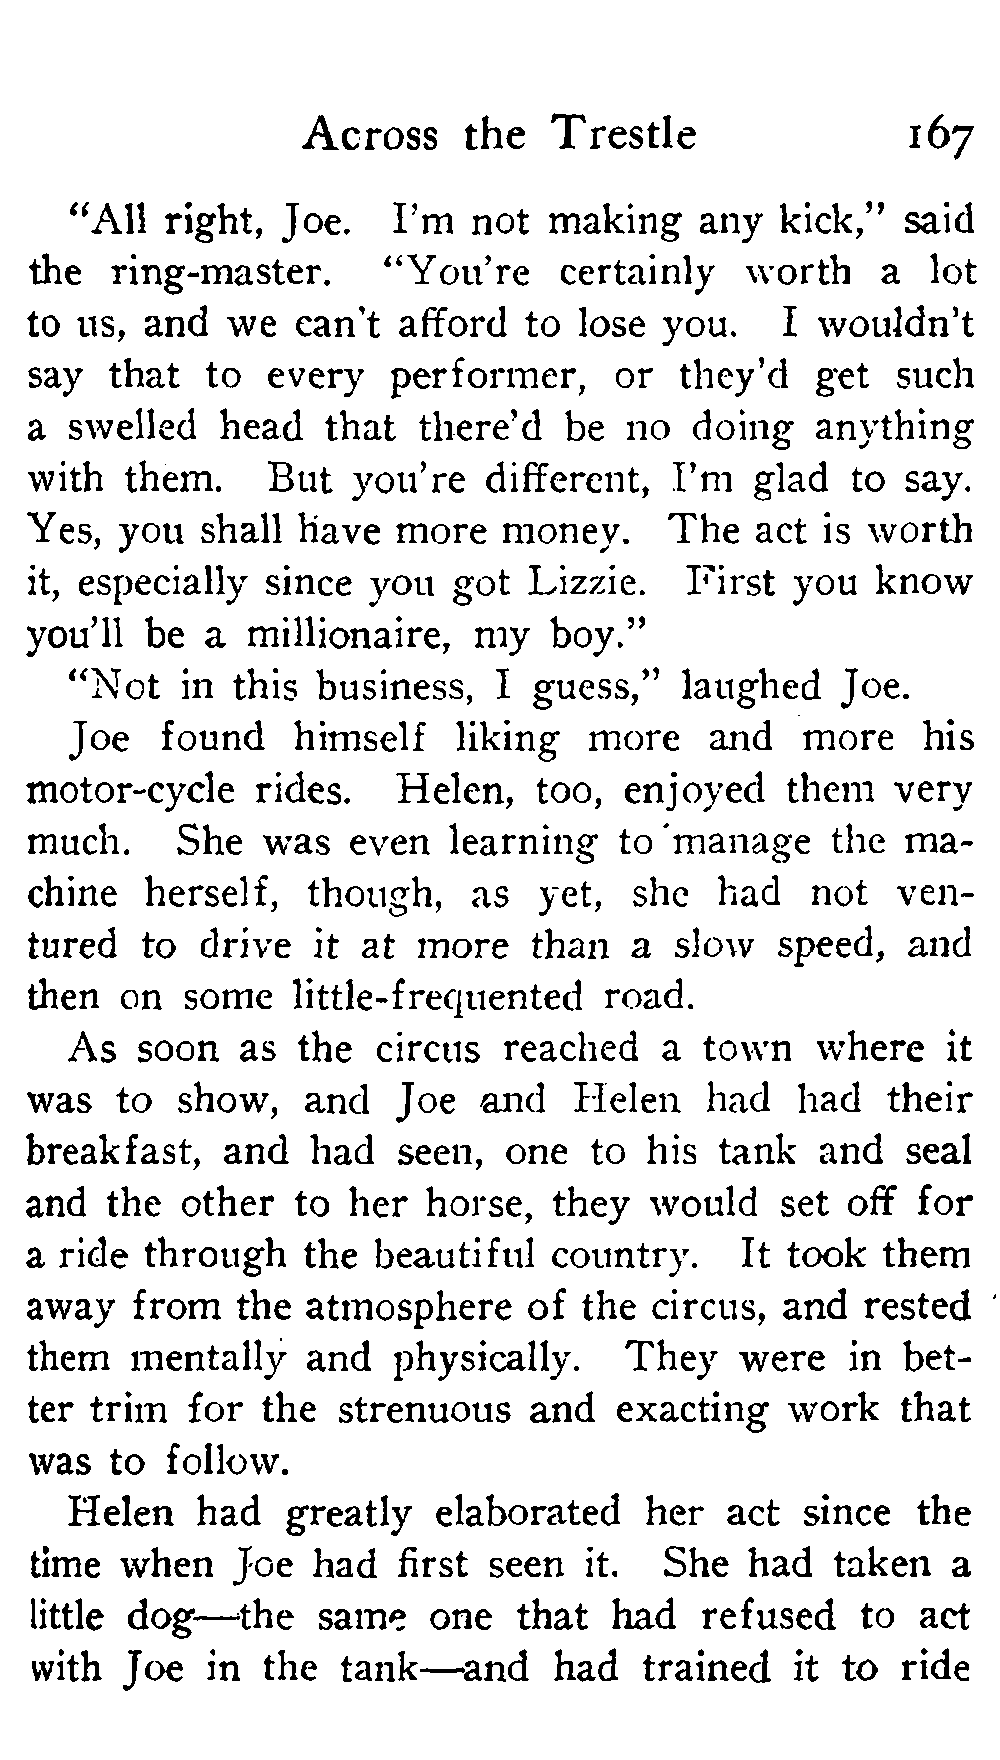 Across the Trestle 167
"All right, Joe. I'm not making any kick," said
the ring-master. "You're certainly worth a lot
to us, and we can't afford to lose you. I wouldn't
say that to every performer, or they'd get such
a swelled head that there'd be no doing anything
with them. But you're different, I'm glad to say.
Yes, you shall have more money. The act is worth
it, especially since you got Lizzie. First you know
you'll be a millionaire, my boy."
"Not in this business, I guess," laughed Joe.
Joe found himself liking more and more his
motor-cycle rides. Helen, too, enjoyed them very
much. She was even learning to manage the ma-
chine herself, though, as yet, she had not ven-
tured to drive it at more than a slow speed, and
then on some little-frequented road.
As soon as the circus reached a town where it
was to show, and Joe and Helen had had their
breakfast, and had seen, one to his tank and seal
and the other to her horse, they would set off for
a ride through the beautiful country. It took them
away from the atmosphere of the circus, and rested
them mentally and physically. They were in bet-
ter trim for the strenuous and exacting work that
was to follow.
Helen had greatly elaborated her act since the
time when Joe had first seen it. She had taken a
little dog—the same one that had refused to act
with Joe in the tank—and had trained it to ride